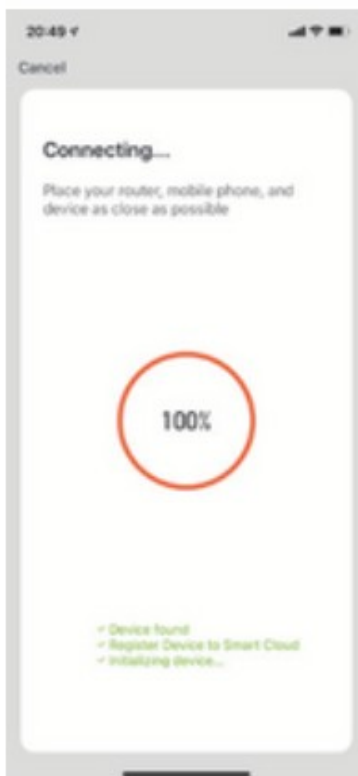 20:49
Cancel
Connecting...
Place your router, mobile phone, and
device as close as possible
100%
✓ Device found
✓ Register Device to Smart Cloud
✓ Initializing device...